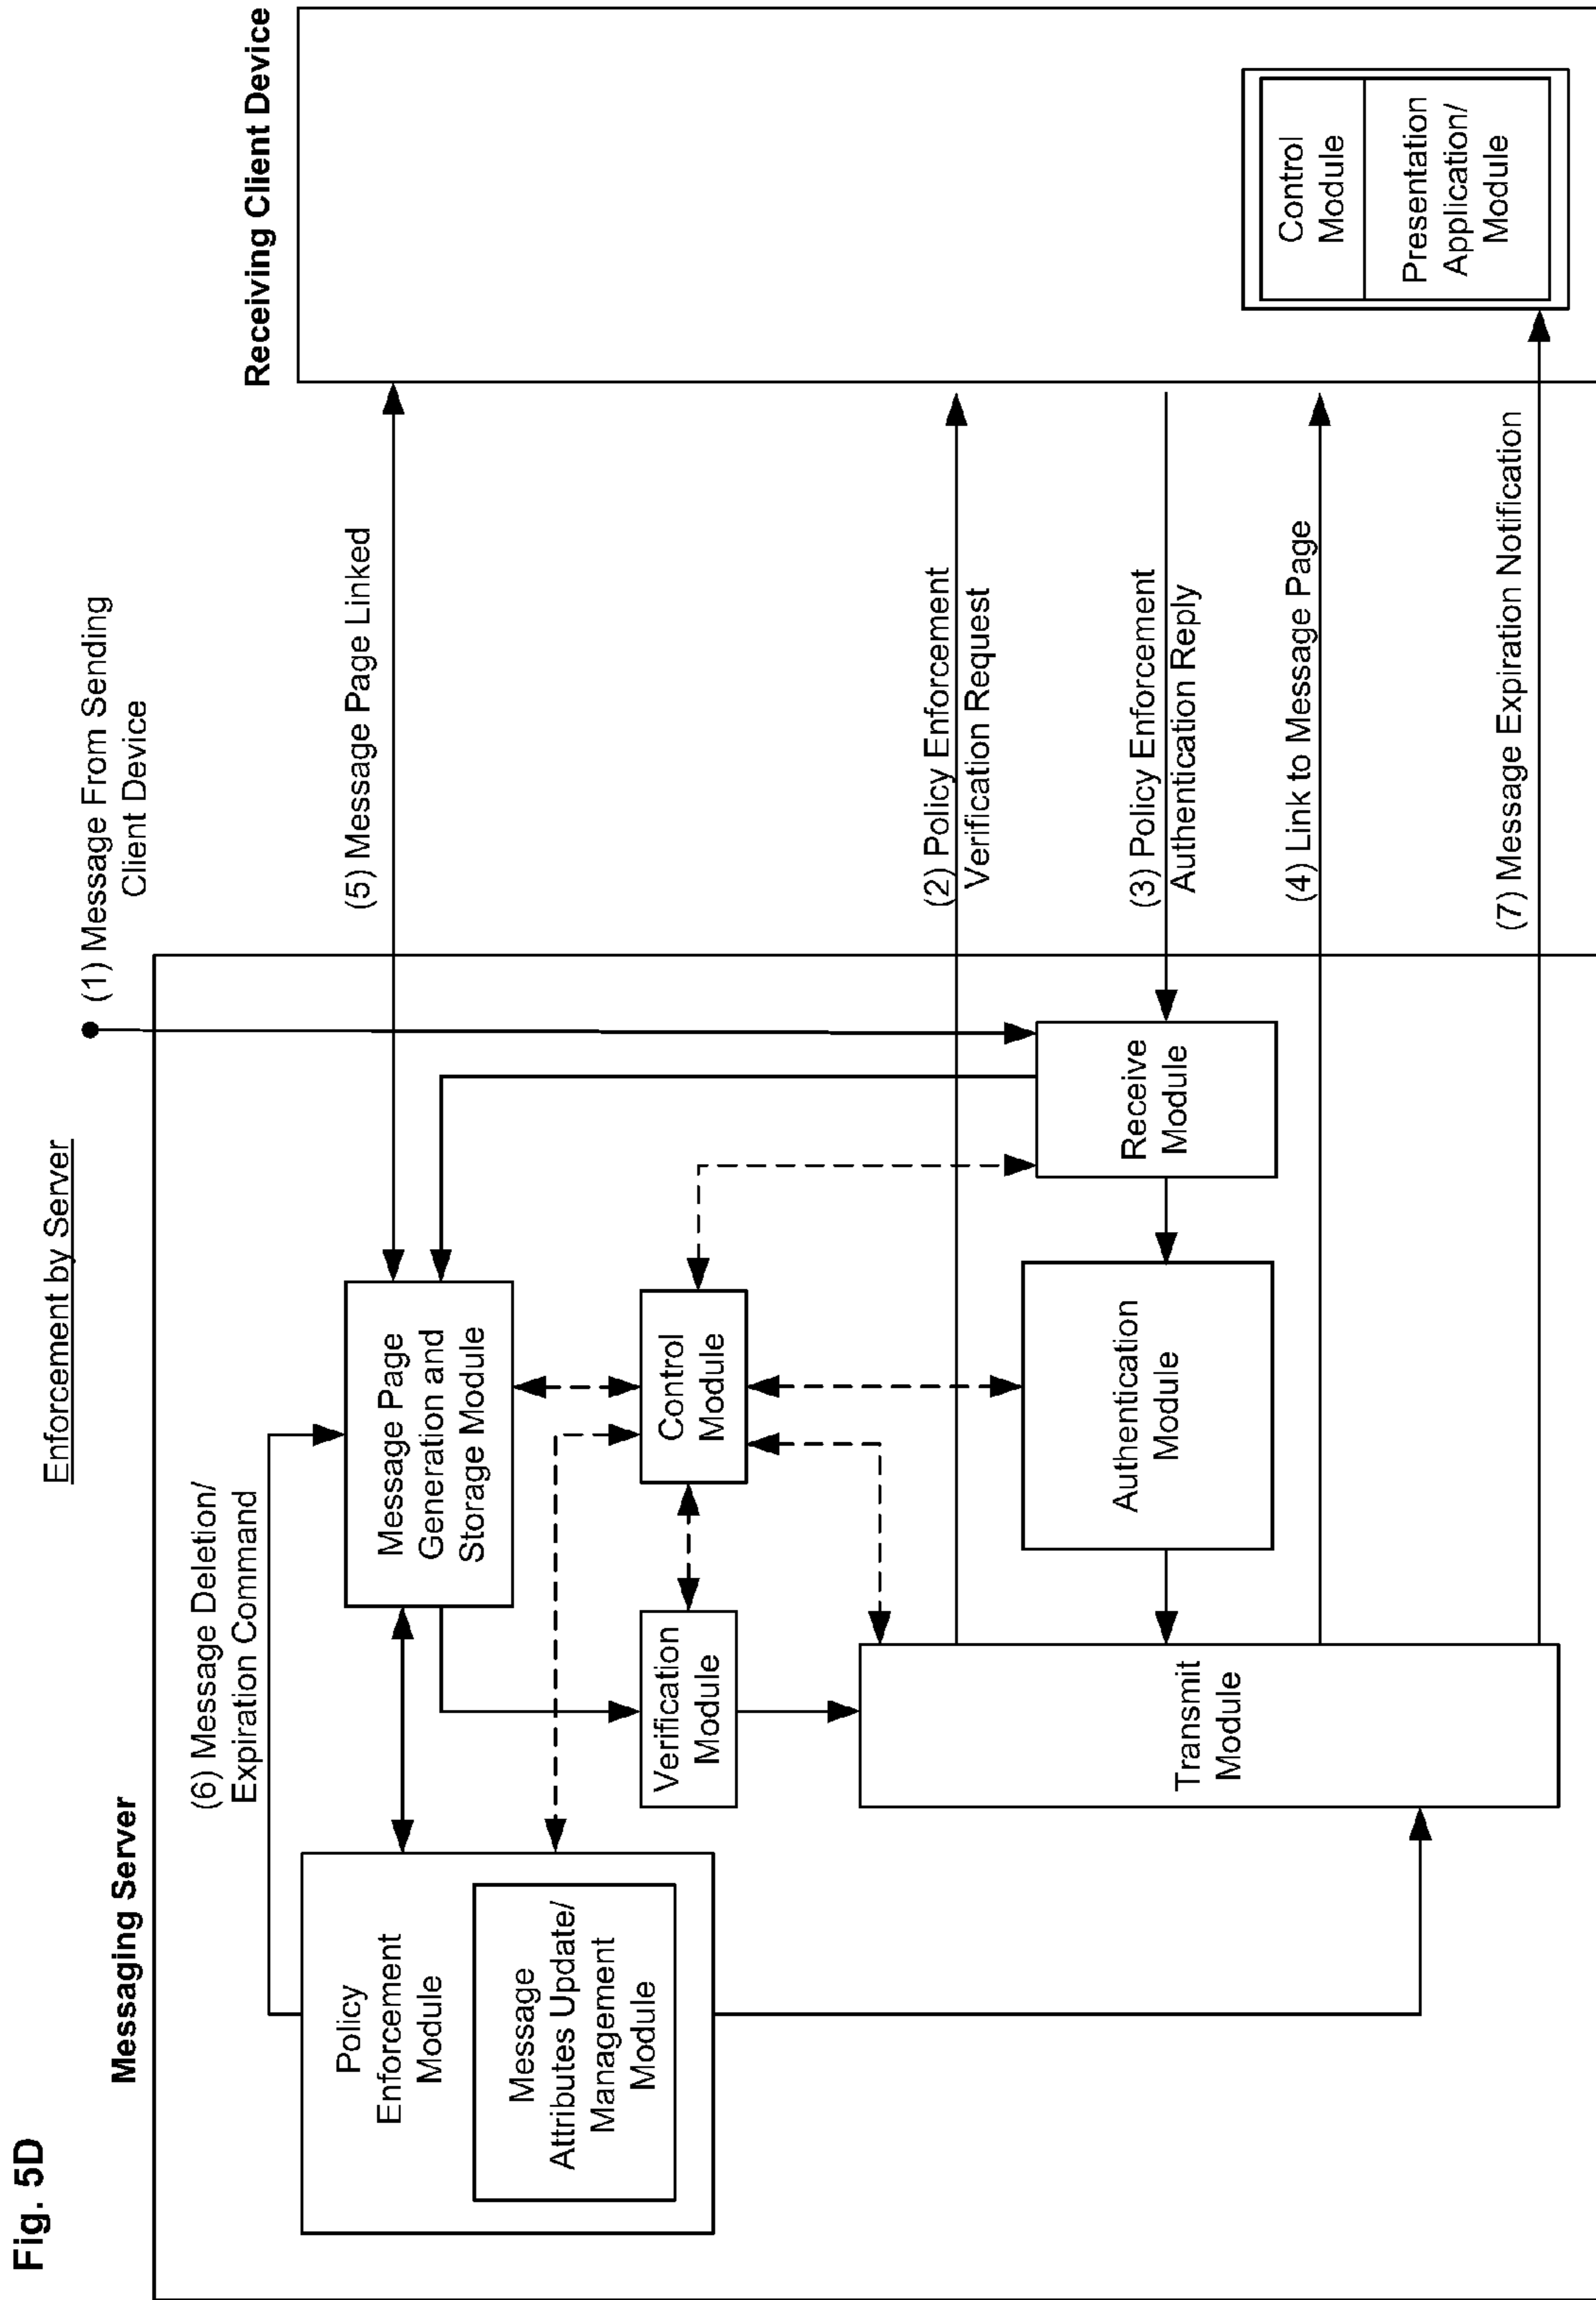 Fig. 5D
Enforcement by Server
Messaging Server
(1) Message From Sending
Client Device
Receiving Client Device
(6) Message Deletion/
Expiration Command
(5) Message Page Linked
Policy
Enforcement
Module
Message
Attributes Update/
Management
Module
Message Page
Generation and
Storage Module
Verification
Module
Control
Module
(2) Policy Enforcement
Verification Request
Transmit
Module
Authentication
Module
Receive
Module
(3) Policy Enforcement
Authentication Reply
(4) Link to Message Page
(7) Message Expiration Notification
Control
Module
Presentation
Application/
Module